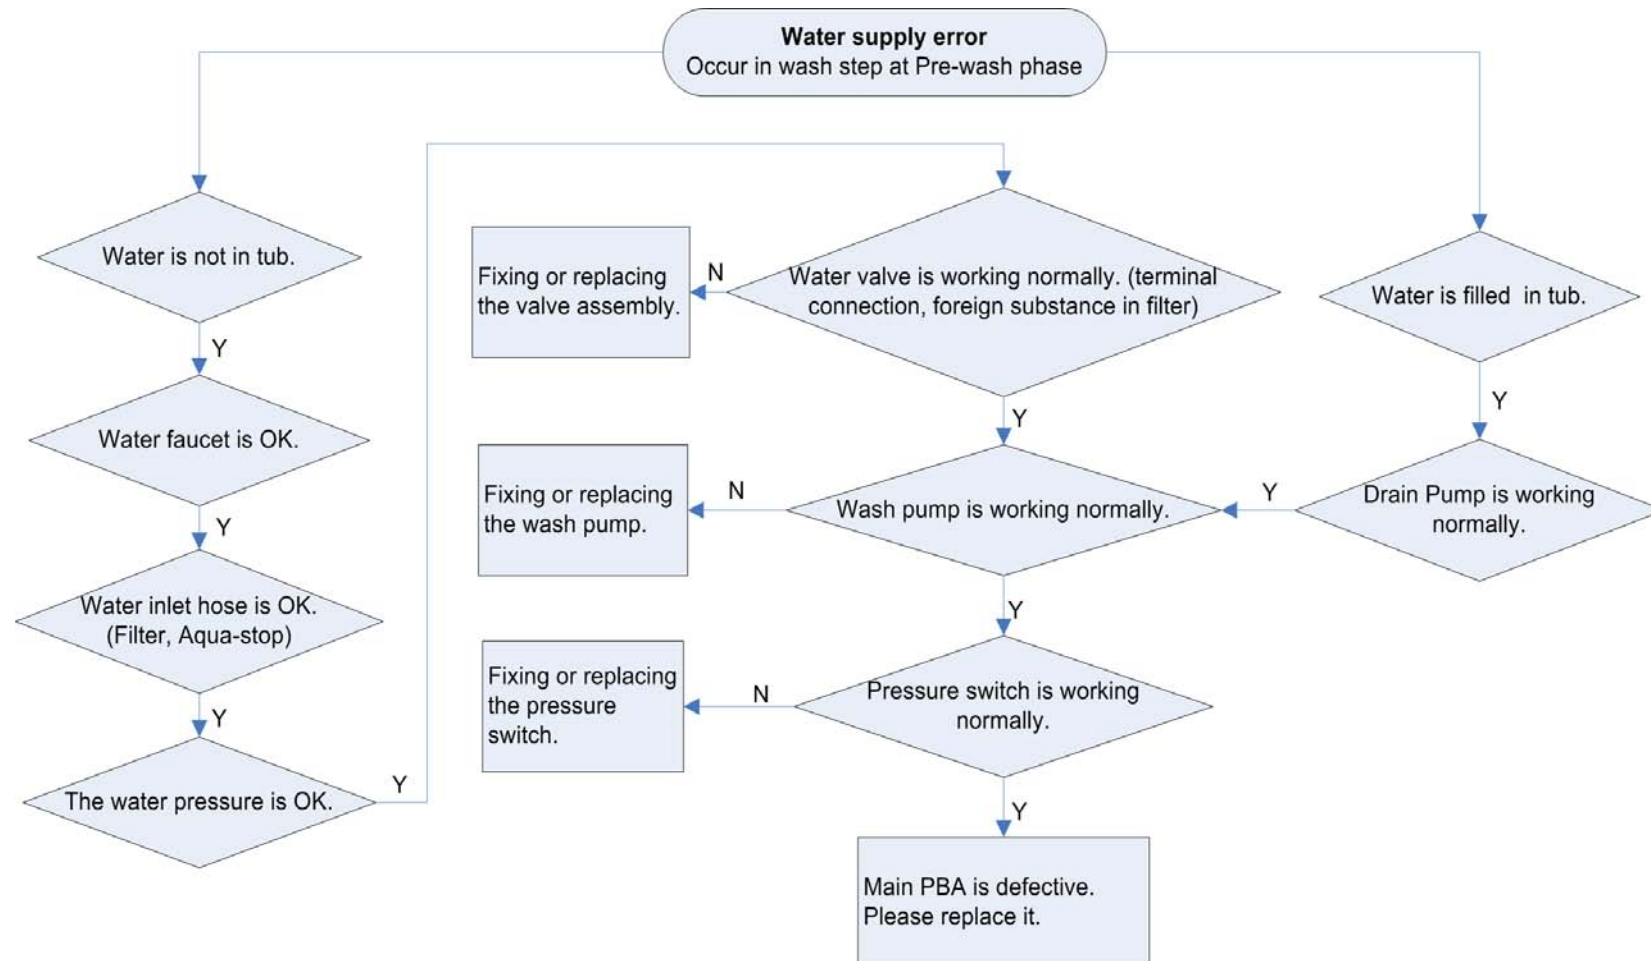 Water supply error
Occur in wash step at Pre-wash phase
Water is not in tub.
Y
Water faucet is OK.
Y
Water inlet hose is OK.
(Filter, Aqua-stop)
Y
The water pressure is OK.
Y
Water valve is working normally. (terminal
connection, foreign substance in filter)
N
Fixing or replacing
the valve assembly.
Y
Wash pump is working normally.
N
Fixing or replacing
the wash pump.
Y
Pressure switch is working
normally.
N
Fixing or replacing
the pressure
switch.
Y
Main PBA is defective.
Please replace it.
Water is filled in tub.
Y
Drain Pump is working
normally.
Y